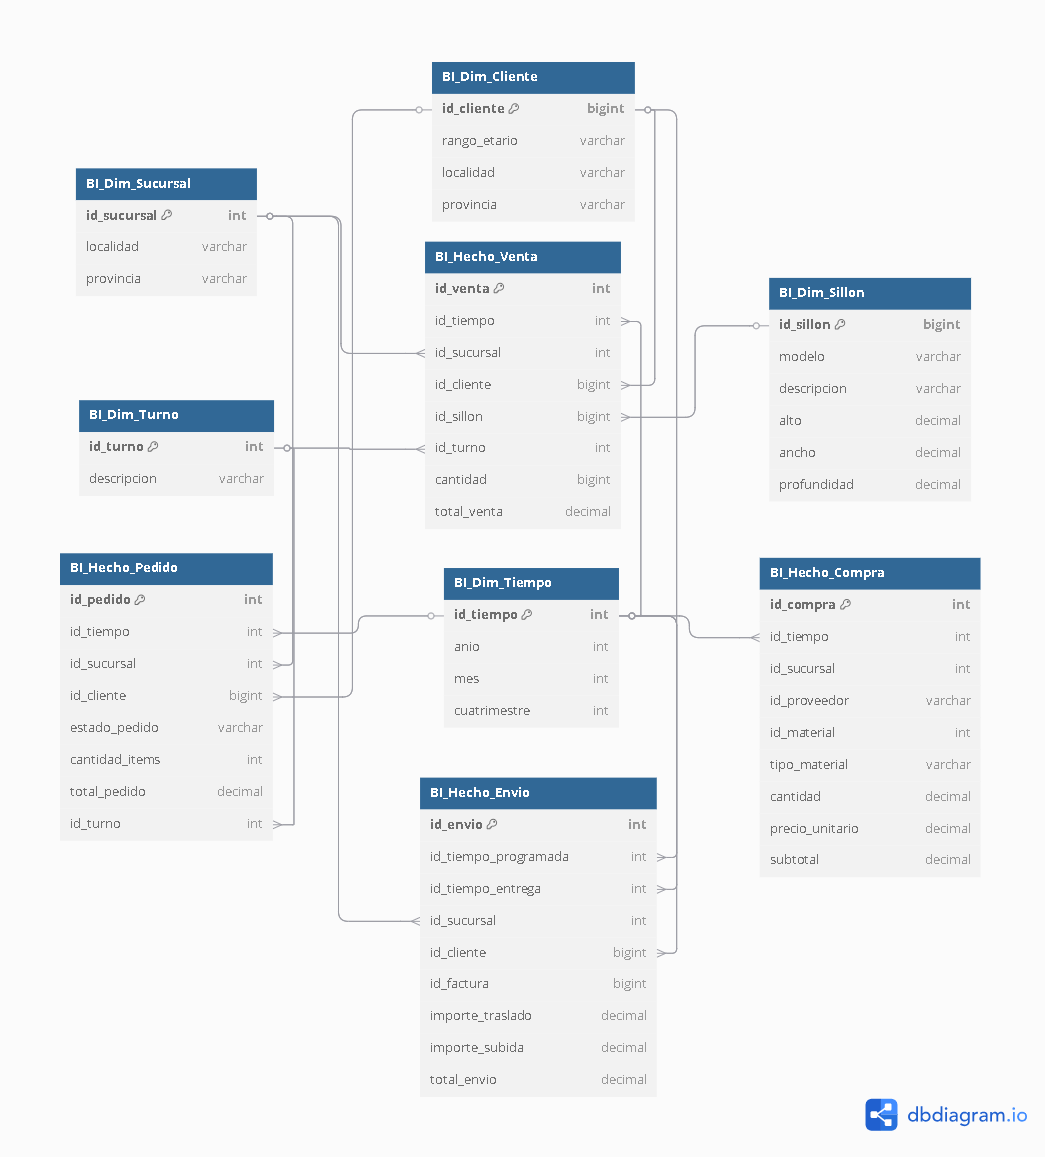 BI_Dim_Cliente
id_cliente bigint
rango_etario varchar
localidad varchar
provincia varchar
BI_Dim_Sucursal
id_sucursal int
localidad varchar
provincia varchar
BI_Hecho_Venta
id_venta int
id_tiempo int
id_sucursal int
id_cliente bigint
id_sillon bigint
id_turno int
cantidad bigint
total_venta decimal
BI_Dim_Sillon
id_sillon bigint
modelo varchar
descripcion varchar
alto decimal
ancho decimal
profundidad decimal
BI_Dim_Turno
id_turno int
descripcion varchar
BI_Hecho_Pedido
id_pedido int
id_tiempo int
id_sucursal int
id_cliente bigint
estado_pedido varchar
cantidad_items int
total_pedido decimal
id_turno int
BI_Dim_Tiempo
id_tiempo int
anio int
mes int
cuatrimestre int
BI_Hecho_Compra
id_compra int
id_tiempo int
id_sucursal int
id_proveedor varchar
id_material int
tipo_material varchar
cantidad decimal
precio_unitario decimal
subtotal decimal
BI_Hecho_Envio
id_envio int
id_tiempo_programada int
id_tiempo_entrega int
id_sucursal int
id_cliente bigint
id_factura bigint
importe_traslado decimal
importe_subida decimal
total_envio decimal
dbdiagram.io